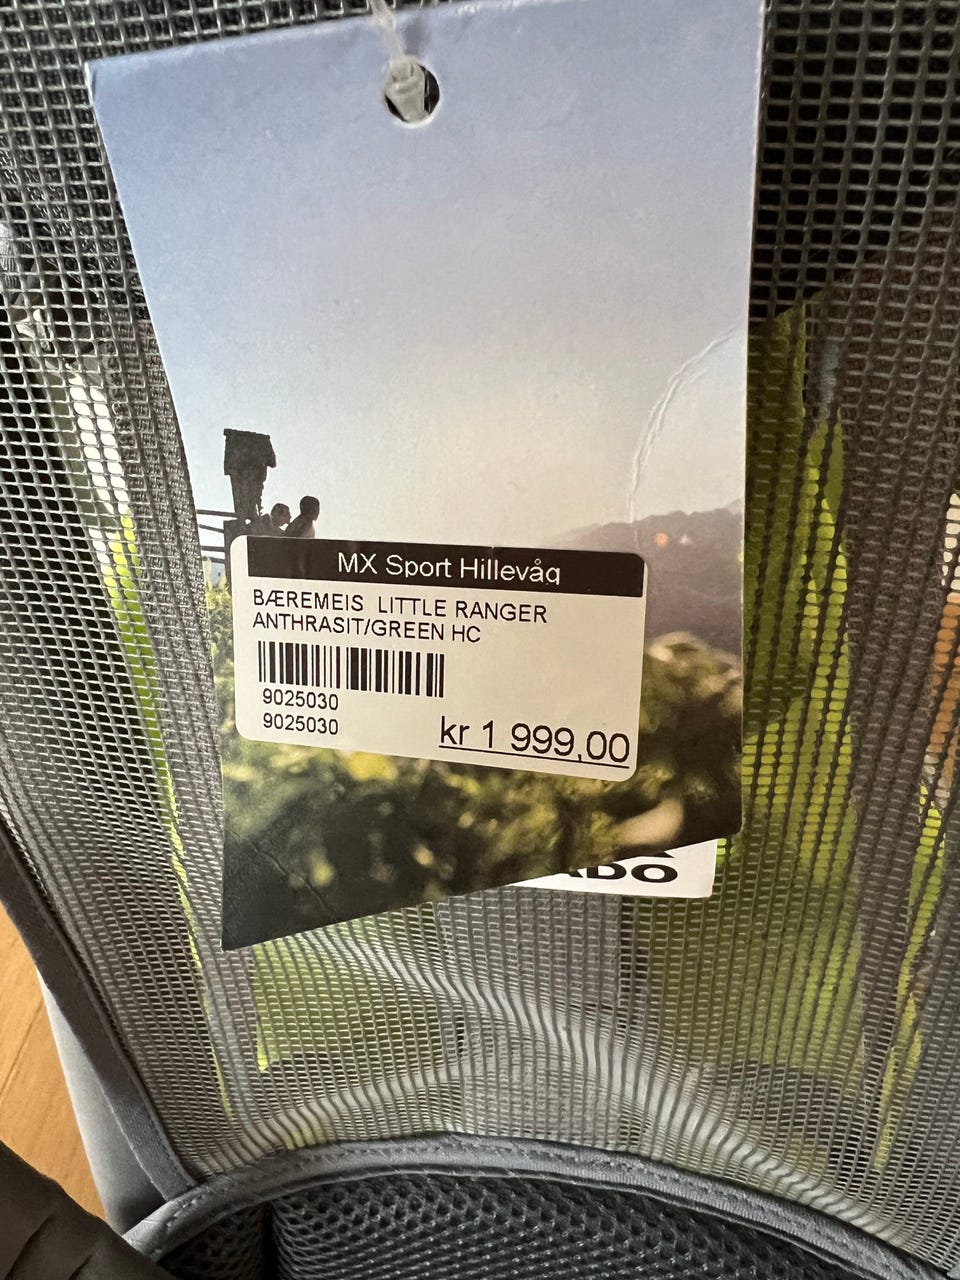 MX Sport Hillevåg
BÆREMEIS LITTLE RANGER
ANTHRASIT/GREEN HC
9025030
9025030
kr 1 999,00